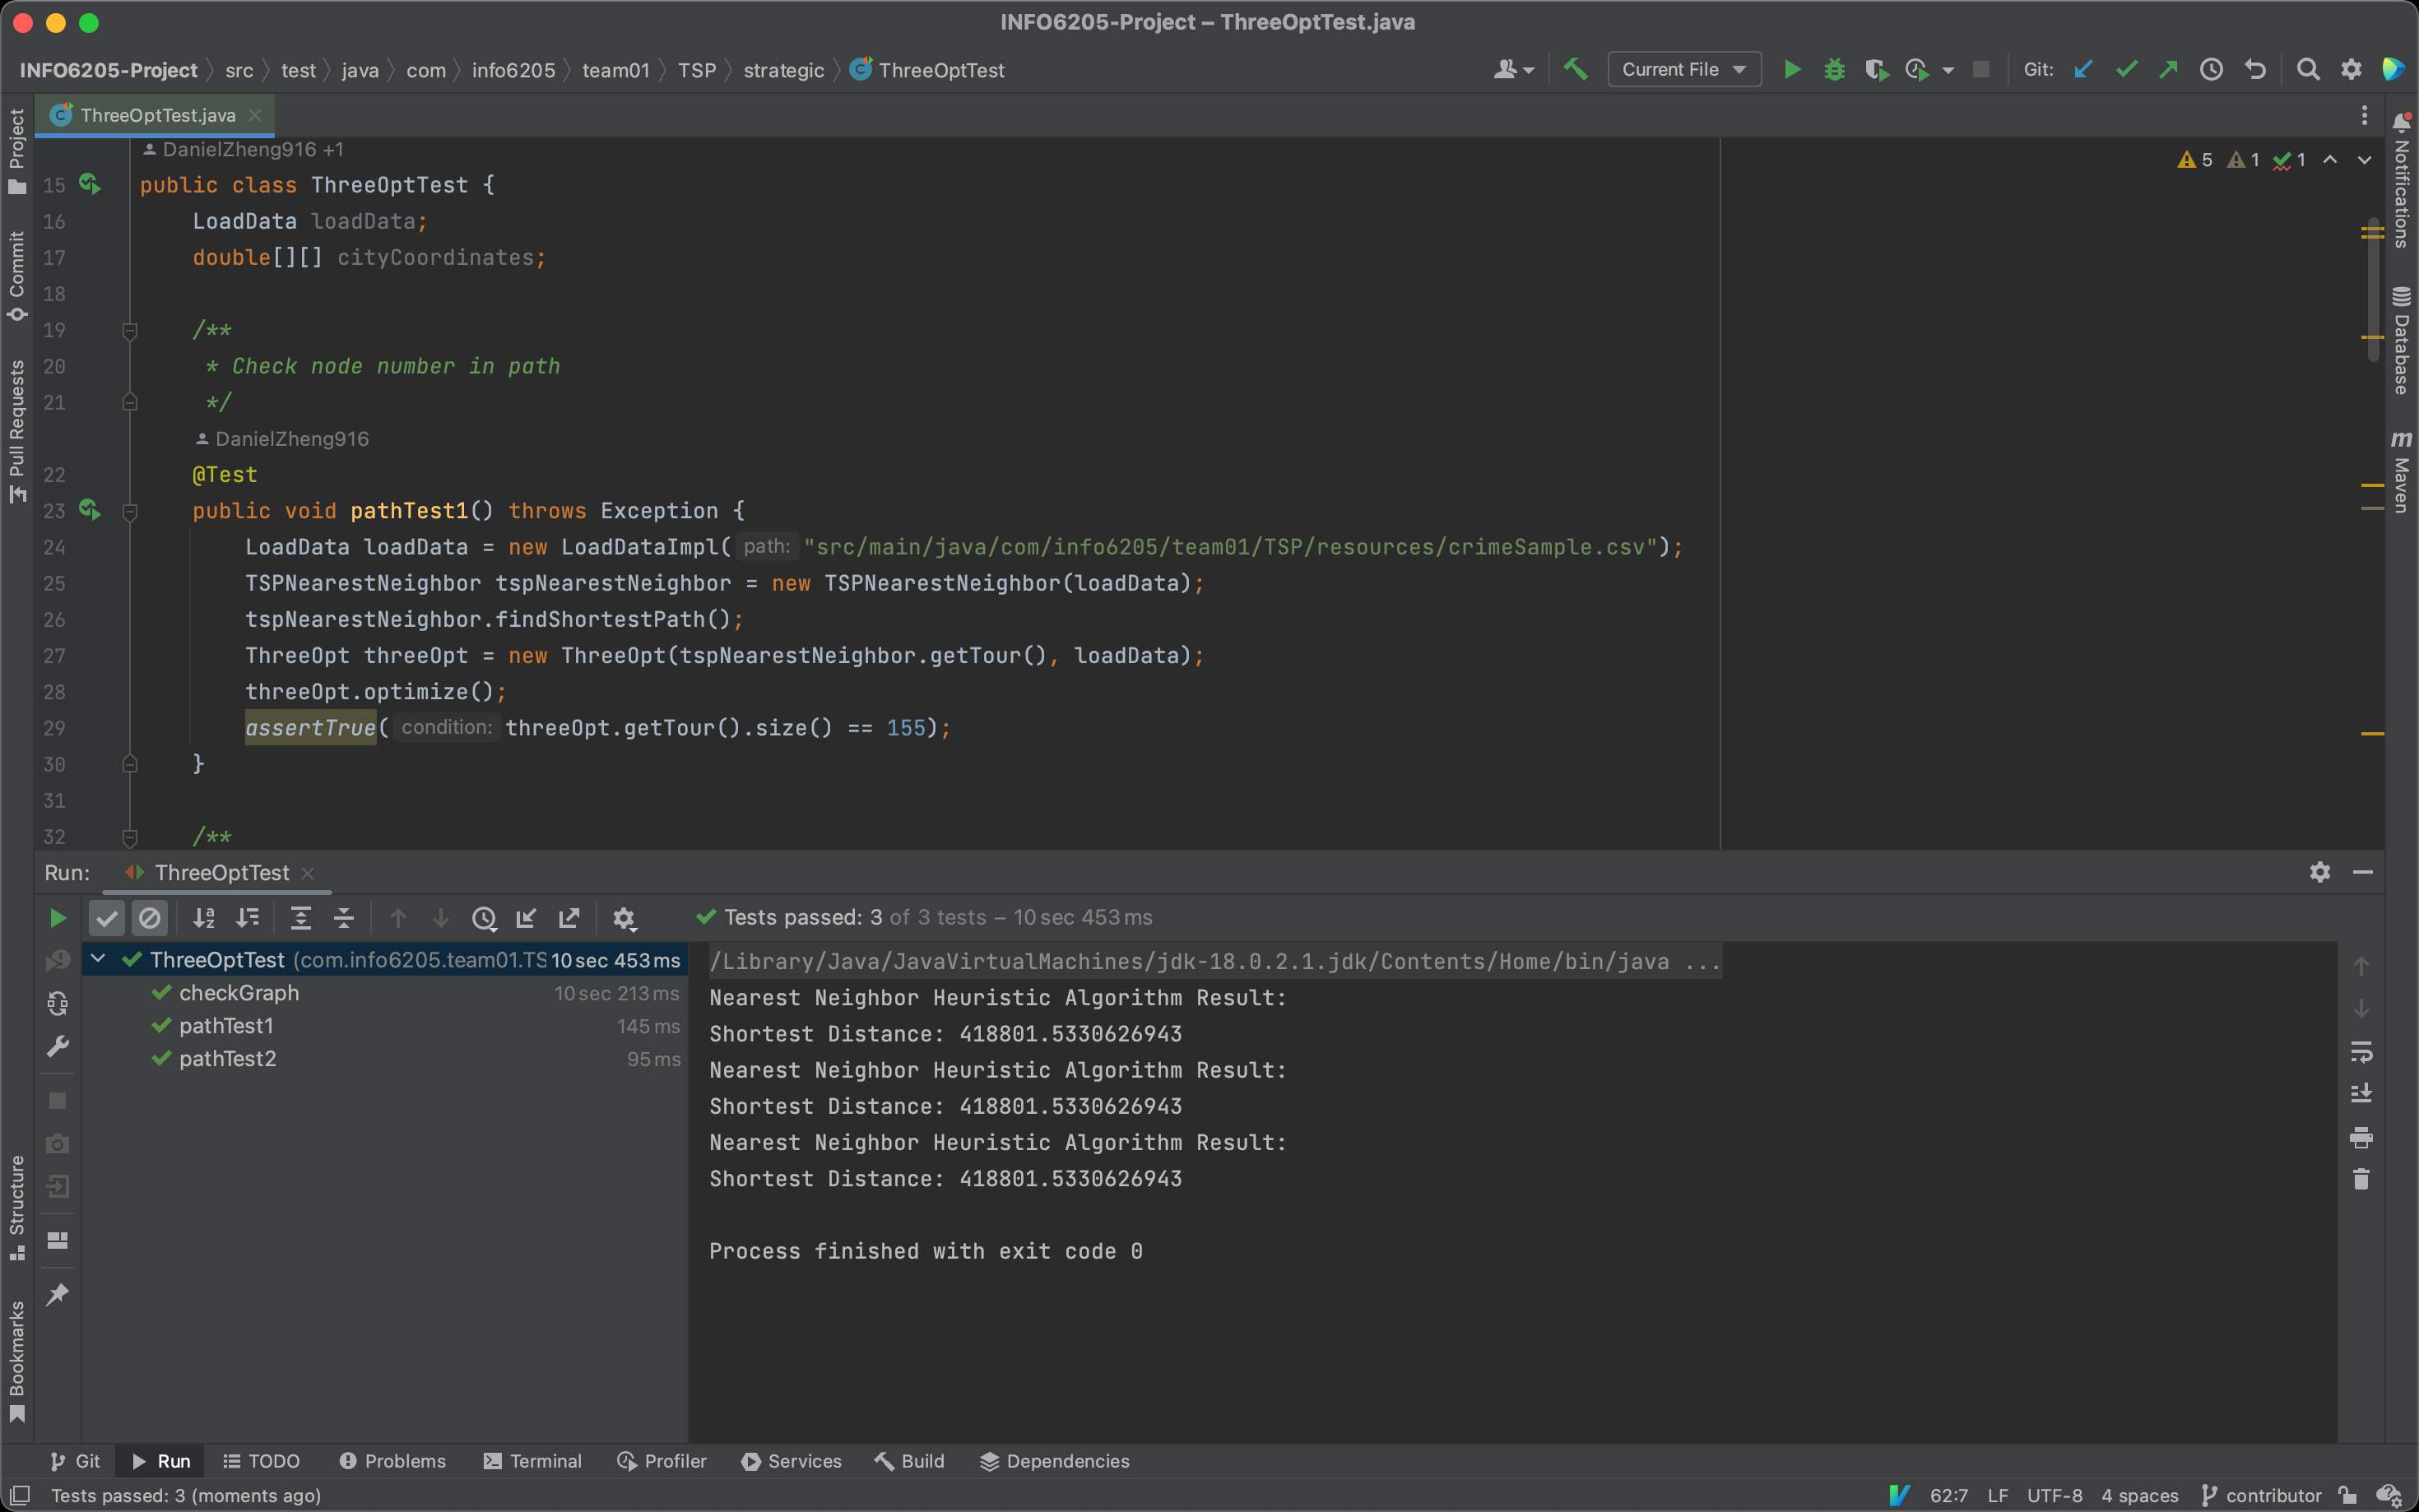 INFO6205-Project – ThreeOptTest.java
INFO6205-Project src test java com info6205 team01 TSP strategic ThreeOptTest
Current File
Git:
ThreeOptTest.java
Project
Commit
Pull Requests
Structure
Bookmarks
Notifications
Database
Maven
5 1 1
DanielZheng916 +1
15 public class ThreeOptTest {
16 LoadData loadData;
17 double[][] cityCoordinates;
18
19 /**
20 * Check node number in path
21 */
DanielZheng916
22 @Test
23 public void pathTest1() throws Exception {
24 LoadData loadData = new LoadDataImpl( path: "src/main/java/com/info6205/team01/TSP/resources/crimeSample.csv");
25 TSPNearestNeighbor tspNearestNeighbor = new TSPNearestNeighbor(loadData);
26 tspNearestNeighbor.findShortestPath();
27 ThreeOpt threeOpt = new ThreeOpt(tspNearestNeighbor.getTour(), loadData);
28 threeOpt.optimize();
29 assertTrue( condition: threeOpt.getTour().size() == 155);
30 }
31
32 /**
Run: ThreeOptTest
Tests passed: 3 of 3 tests – 10 sec 453 ms
ThreeOptTest (com.info6205.team01.TS 10 sec 453 ms
checkGraph 10 sec 213 ms
pathTest1 145 ms
pathTest2 95 ms
/Library/Java/JavaVirtualMachines/jdk-18.0.2.1.jdk/Contents/Home/bin/java ...
Nearest Neighbor Heuristic Algorithm Result:
Shortest Distance: 418801.5330626943
Nearest Neighbor Heuristic Algorithm Result:
Shortest Distance: 418801.5330626943
Nearest Neighbor Heuristic Algorithm Result:
Shortest Distance: 418801.5330626943
Process finished with exit code 0
Git Run TODO Problems Terminal Profiler Services Build Dependencies
Tests passed: 3 (moments ago) 62:7 LF UTF-8 4 spaces contributor